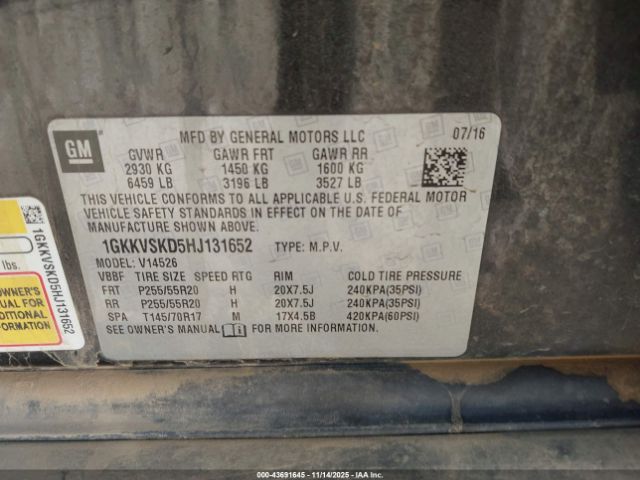 GM
MFD BY GENERAL MOTORS LLC 07/16
GVWR GAWR FRT GAWR RR
2930 KG 1450 KG 1600 KG
6459 LB 3196 LB 3527 LB
THIS VEHICLE CONFORMS TO ALL APPLICABLE U.S. FEDERAL MOTOR
VEHICLE SAFETY STANDARDS IN EFFECT ON THE DATE OF
MANUFACTURE SHOWN ABOVE.
1GKKVSKD5HJ131652 TYPE: M.P.V.
MODEL: V14526
VBBF TIRE SIZE SPEED RTG RIM COLD TIRE PRESSURE
FRT P255/55R20 H 20X7.5J 240KPA(35PSI)
RR P255/55R20 H 20X7.5J 240KPA(35PSI)
SPA T145/70R17 M 17X4.5B 420KPA(60PSI)
SEE OWNER'S MANUAL FOR MORE INFORMATION.
1GKKVSKD5HJ131652
lbs.
OWNER'S
MANUAL FOR
ADDITIONAL
INFORMATION
00-43691645 - 11/14/2025 - IAAC.